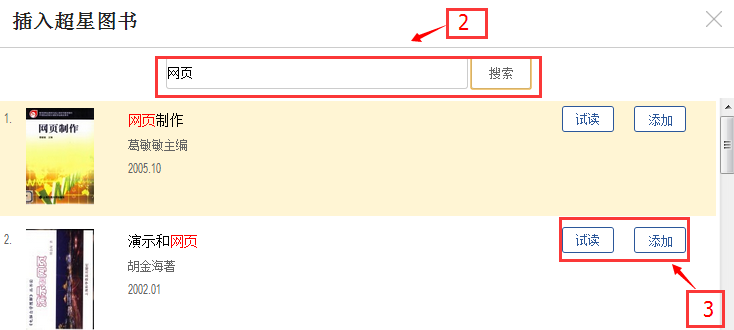 插入超星图书
2
网页 搜索
1. 网页制作 试读 添加
网页制作
葛敏敏主编
2005.10
2. 演示和网页 试读 添加
胡金海著
2002.01
3